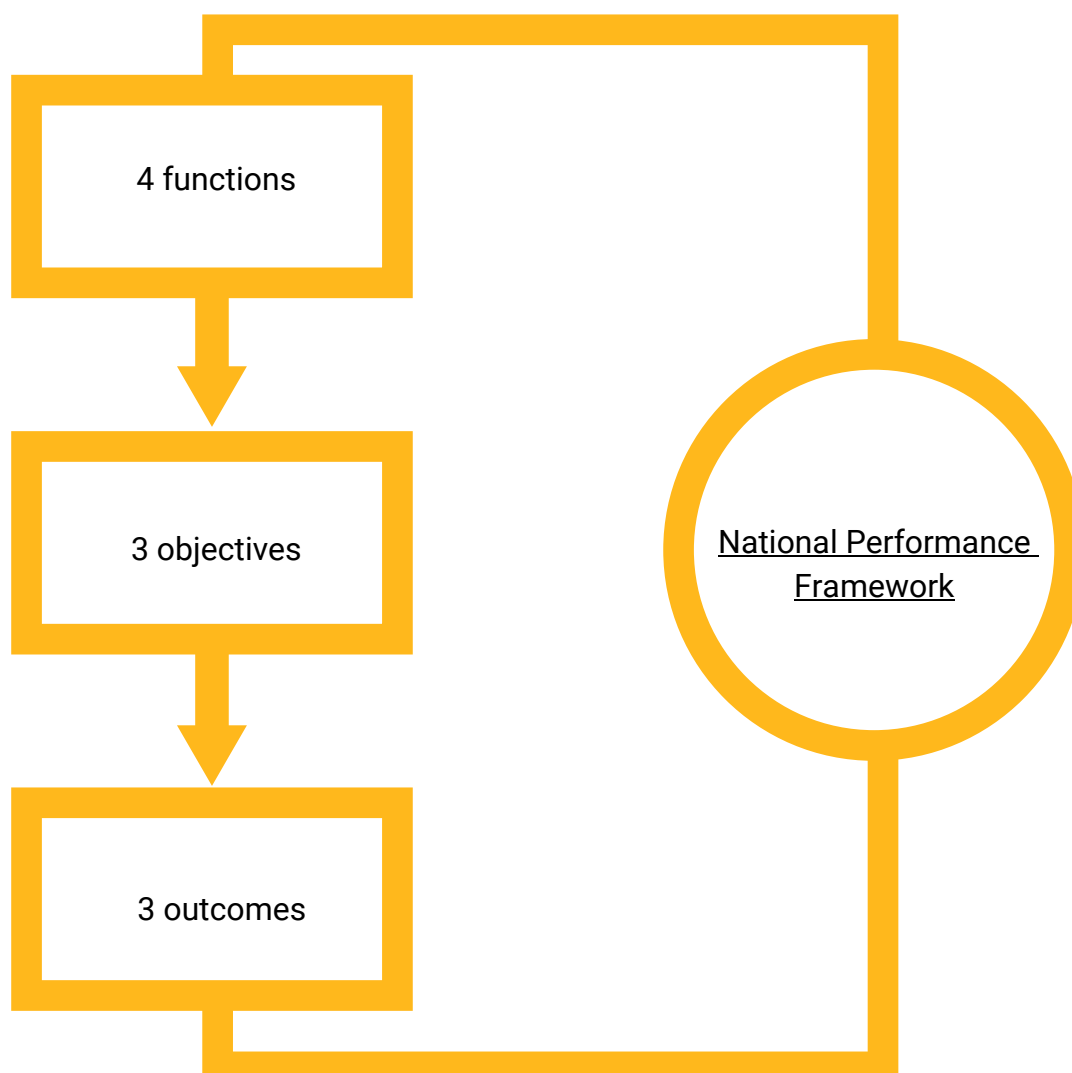 4 functions
3 objectives
National Performance
Framework
3 outcomes